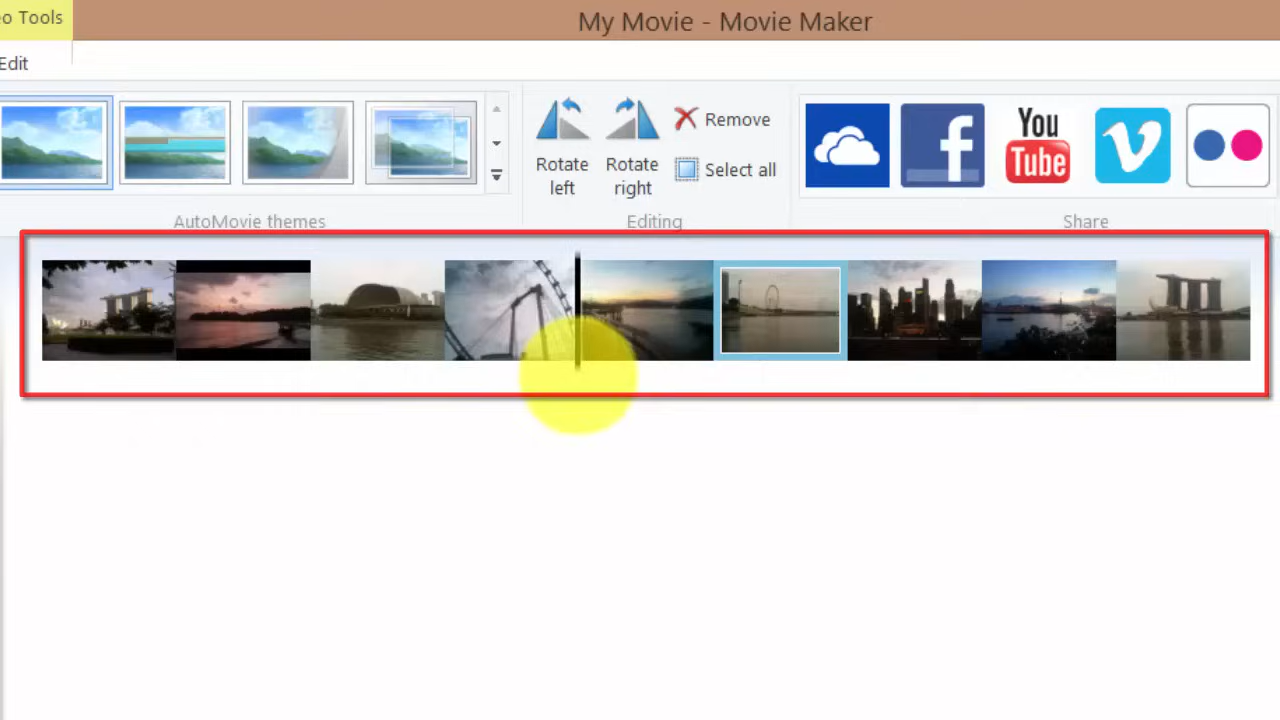 eo Tools
My Movie - Movie Maker
Edit
Rotate left
Rotate right
Remove
Select all
f
You
Tube
AutoMovie themes
Editing
Share